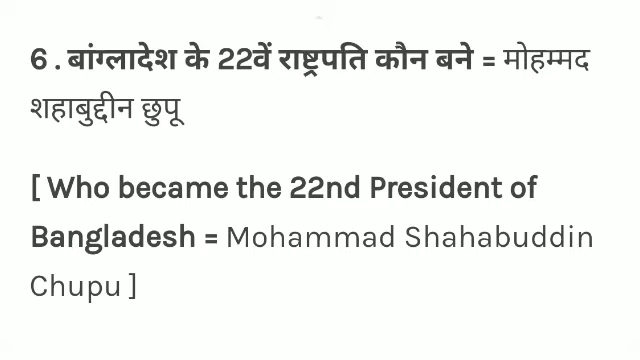 6 . बांग्लादेश के 22वें राष्ट्रपति कौन बने = मोहम्मद
शहाबुद्दीन छुपू
[ Who became the 22nd President of
Bangladesh = Mohammad Shahabuddin
Chupu ]